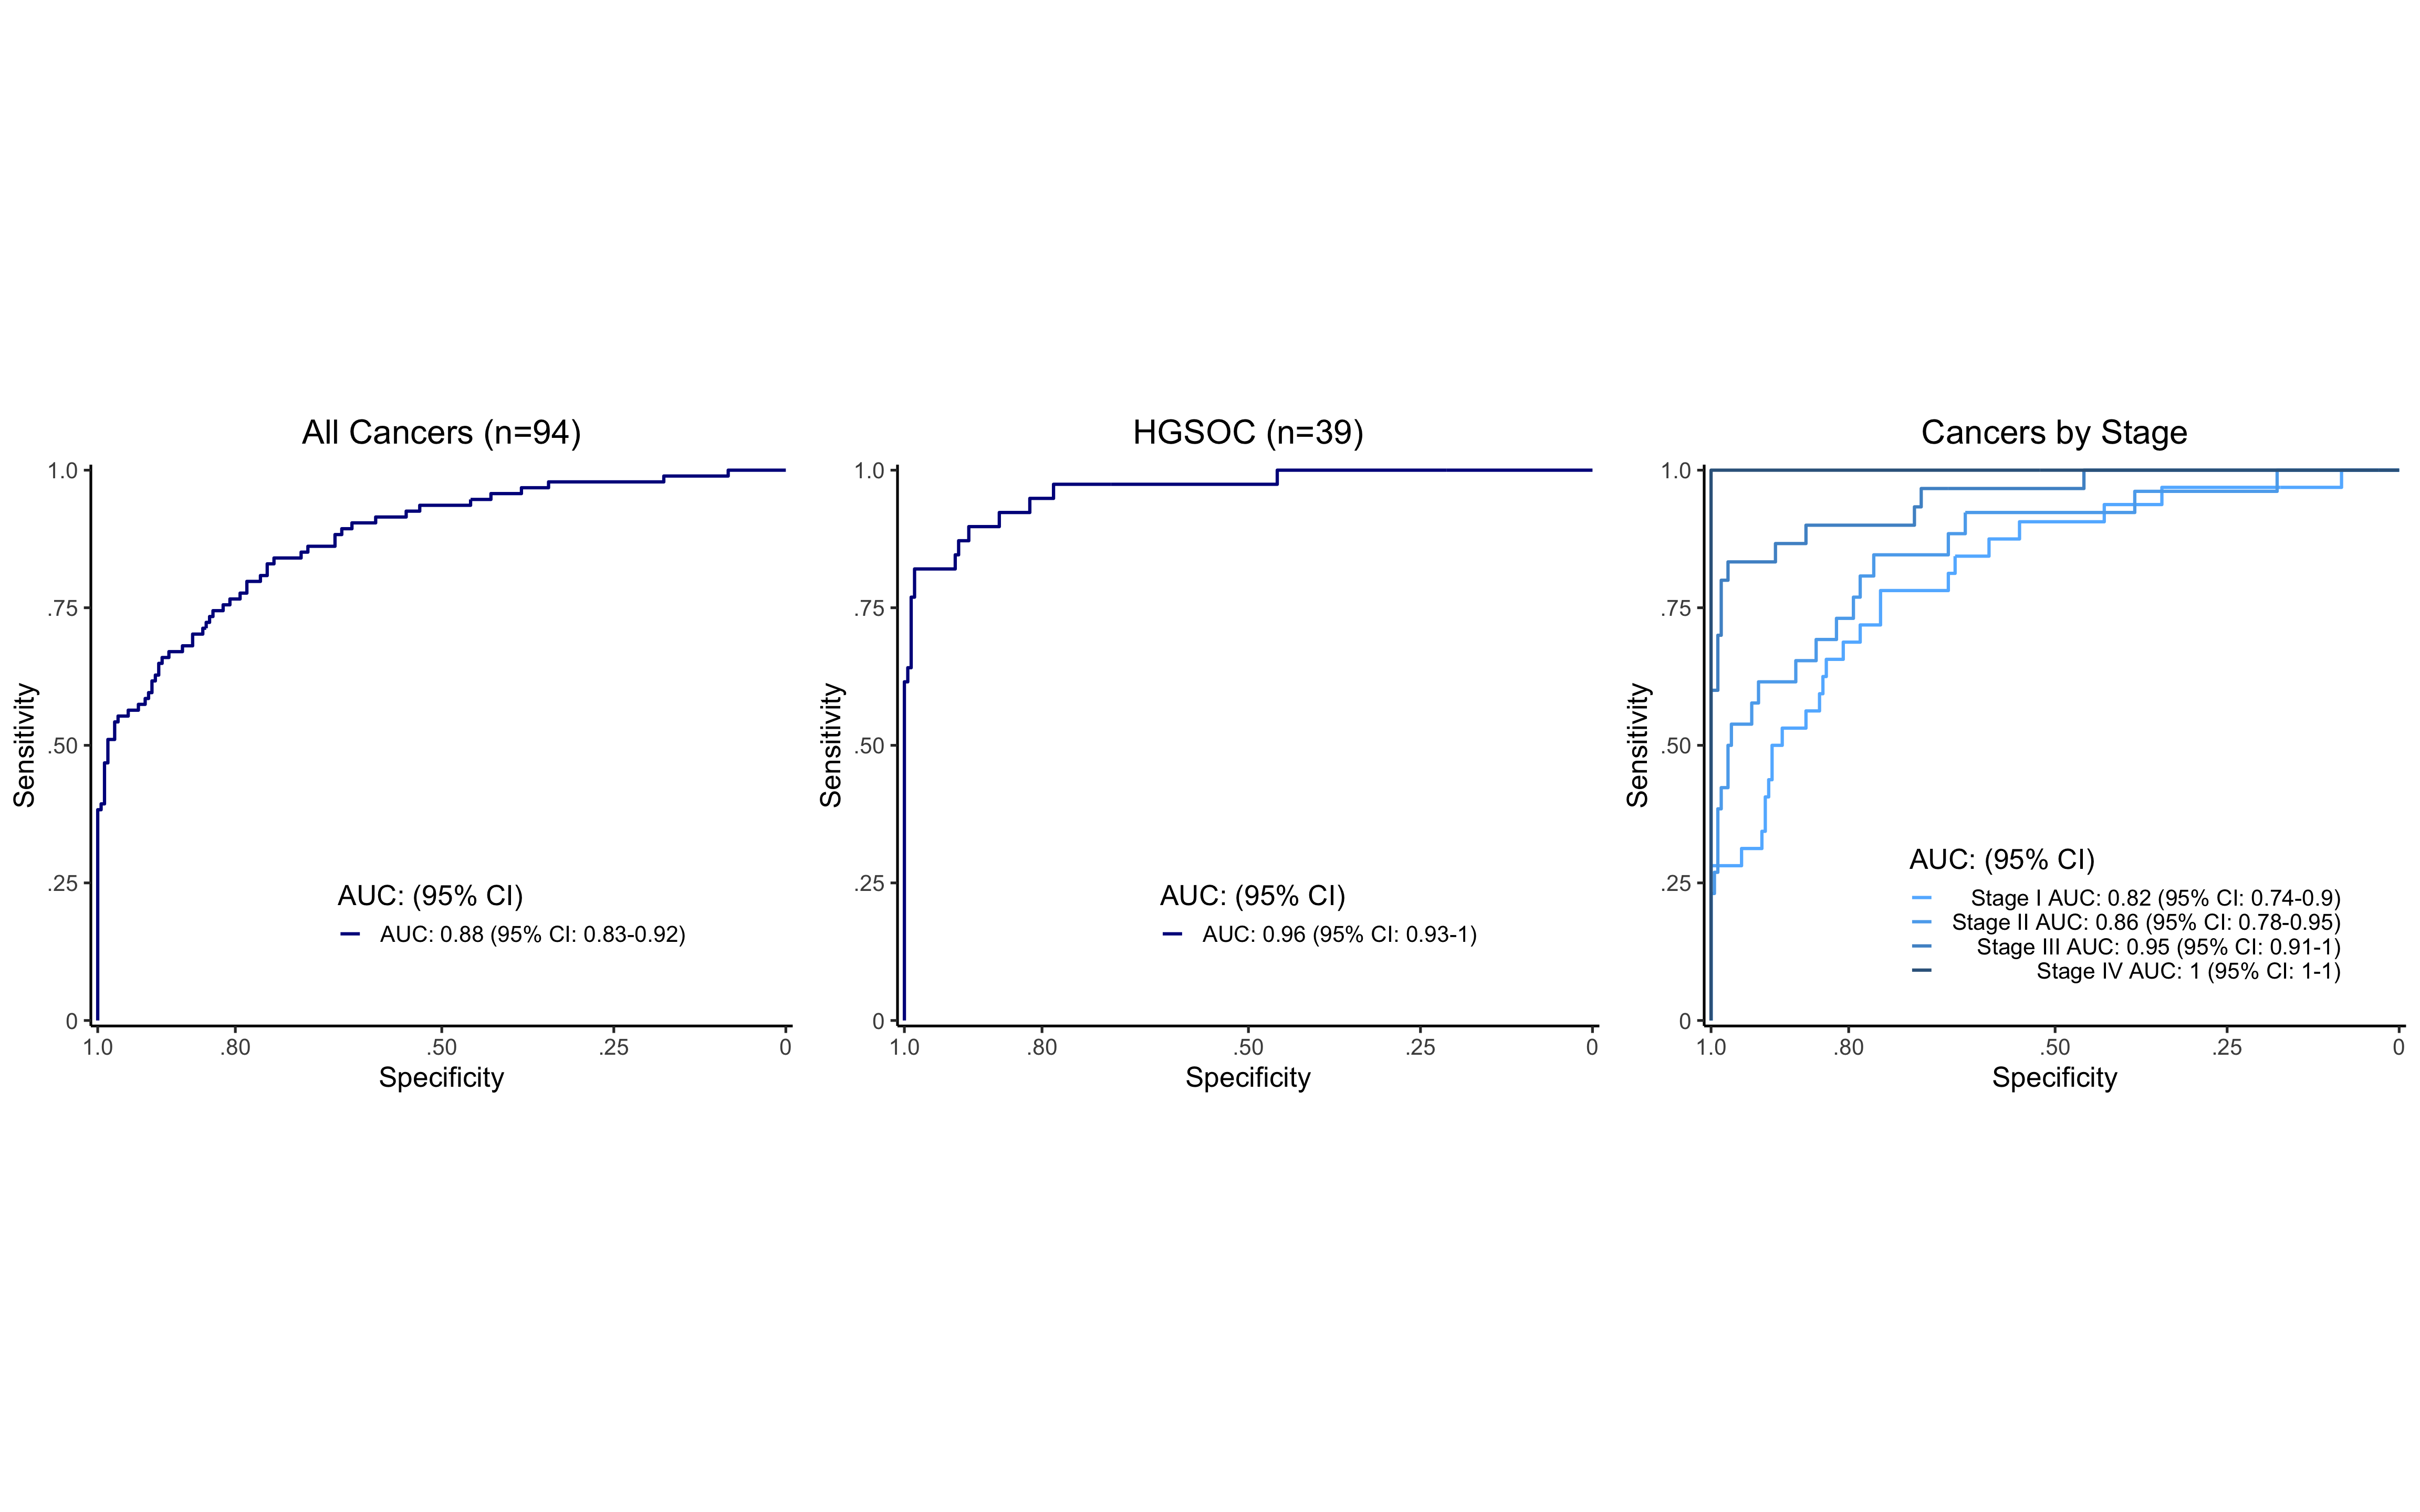 All Cancers (n=94)
1.0
.75
.50
.25
0
Sensitivity
1.0 .80 .50 .25 0
Specificity
AUC: (95% CI)
AUC: 0.88 (95% CI: 0.83-0.92)
HGSOC (n=39)
1.0
.75
.50
.25
0
Sensitivity
1.0 .80 .50 .25 0
Specificity
AUC: (95% CI)
AUC: 0.96 (95% CI: 0.93-1)
Cancers by Stage
1.0
.75
.50
.25
0
Sensitivity
1.0 .80 .50 .25 0
Specificity
AUC: (95% CI)
Stage I AUC: 0.82 (95% CI: 0.74-0.9)
Stage II AUC: 0.86 (95% CI: 0.78-0.95)
Stage III AUC: 0.95 (95% CI: 0.91-1)
Stage IV AUC: 1 (95% CI: 1-1)